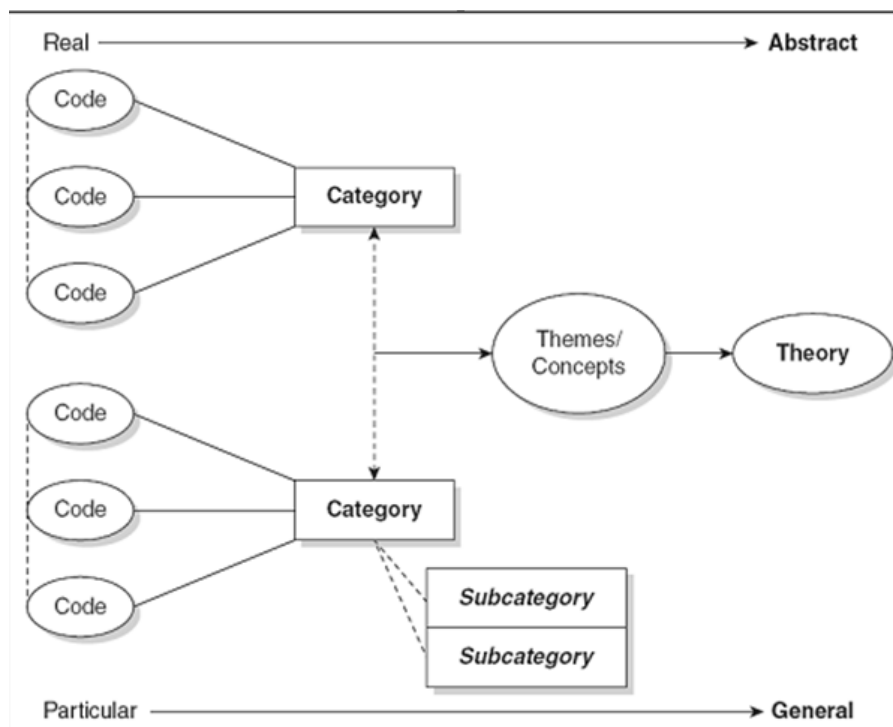 Real
Abstract
Code
Code
Category
Code
Themes/
Concepts
Theory
Code
Code
Category
Code
Subcategory
Subcategory
Particular
General